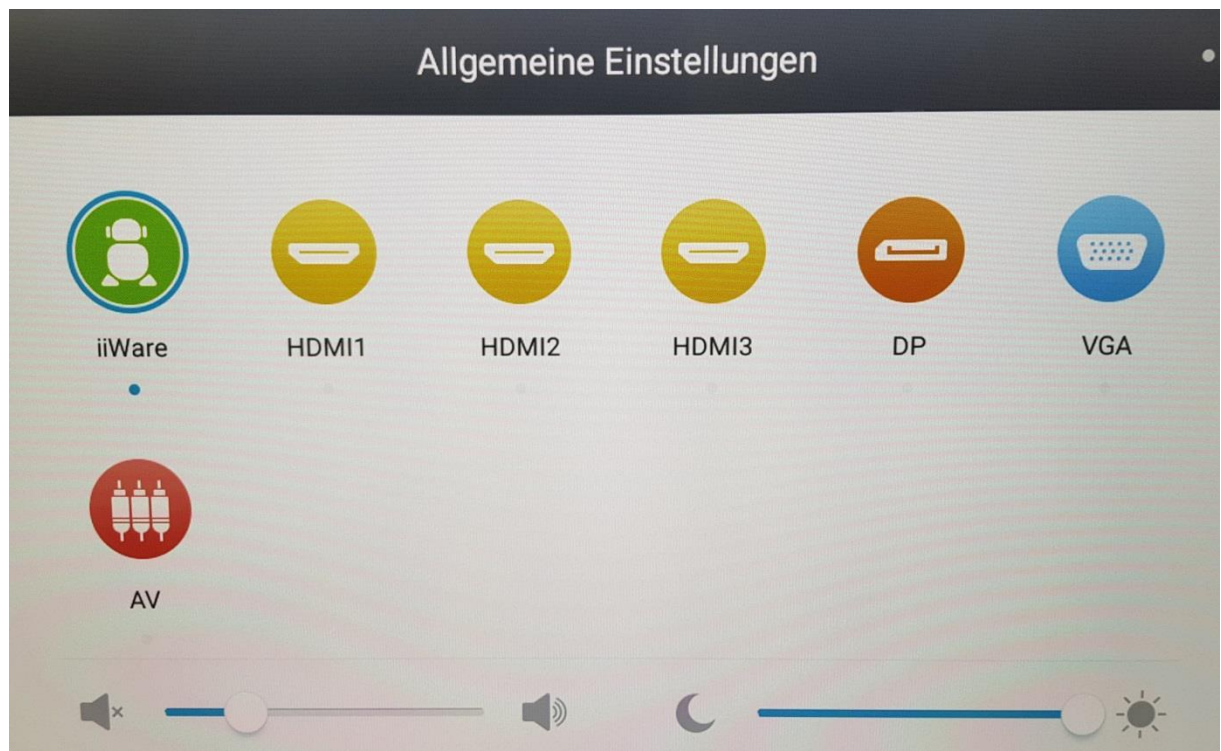 Allgemeine Einstellungen
iiWare
HDMI1
HDMI2
HDMI3
DP
VGA
AV